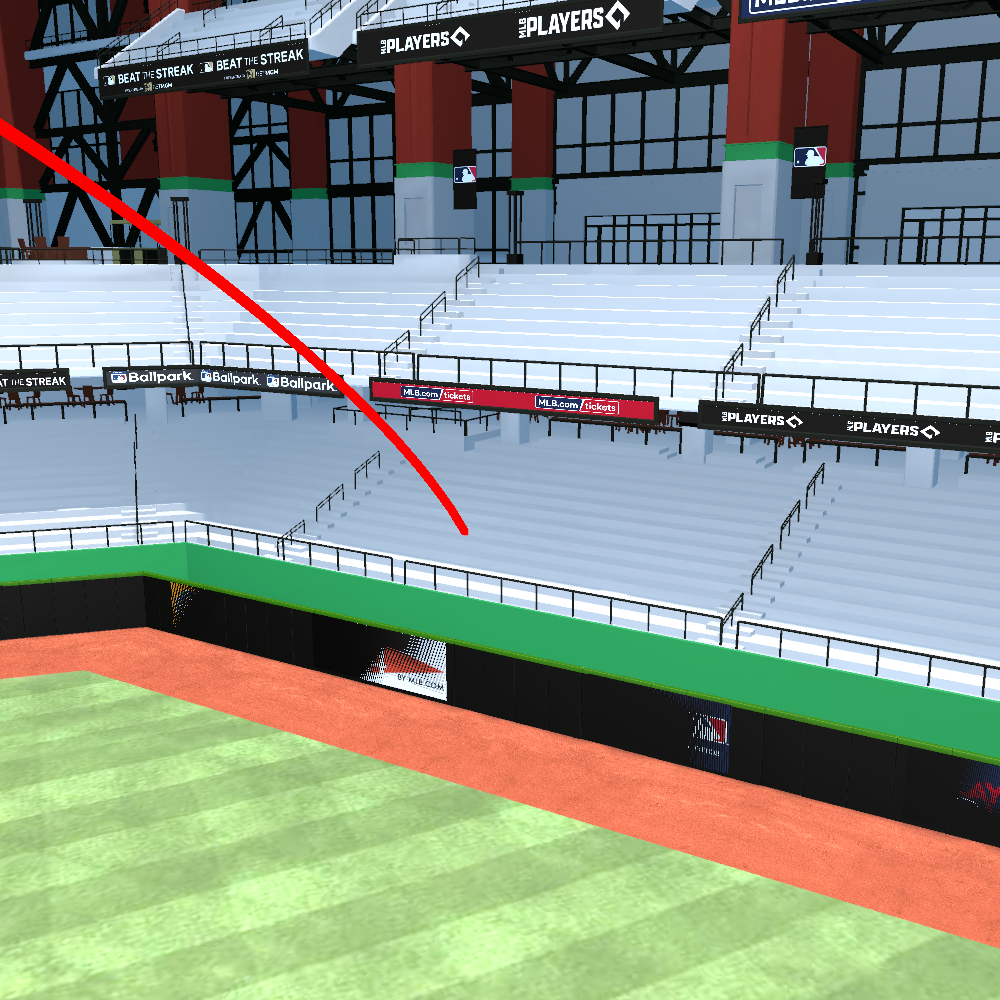 MLB PLAYERS
MLB PLAYERS
BEAT THE STREAK
BEAT THE STREAK
AT THE STREAK
Ballpark
Ballpark
Ballpark
MLB.com/tickets
MLB.com/tickets
MLB PLAYERS
MLB PLAYERS
BY MLB.COM